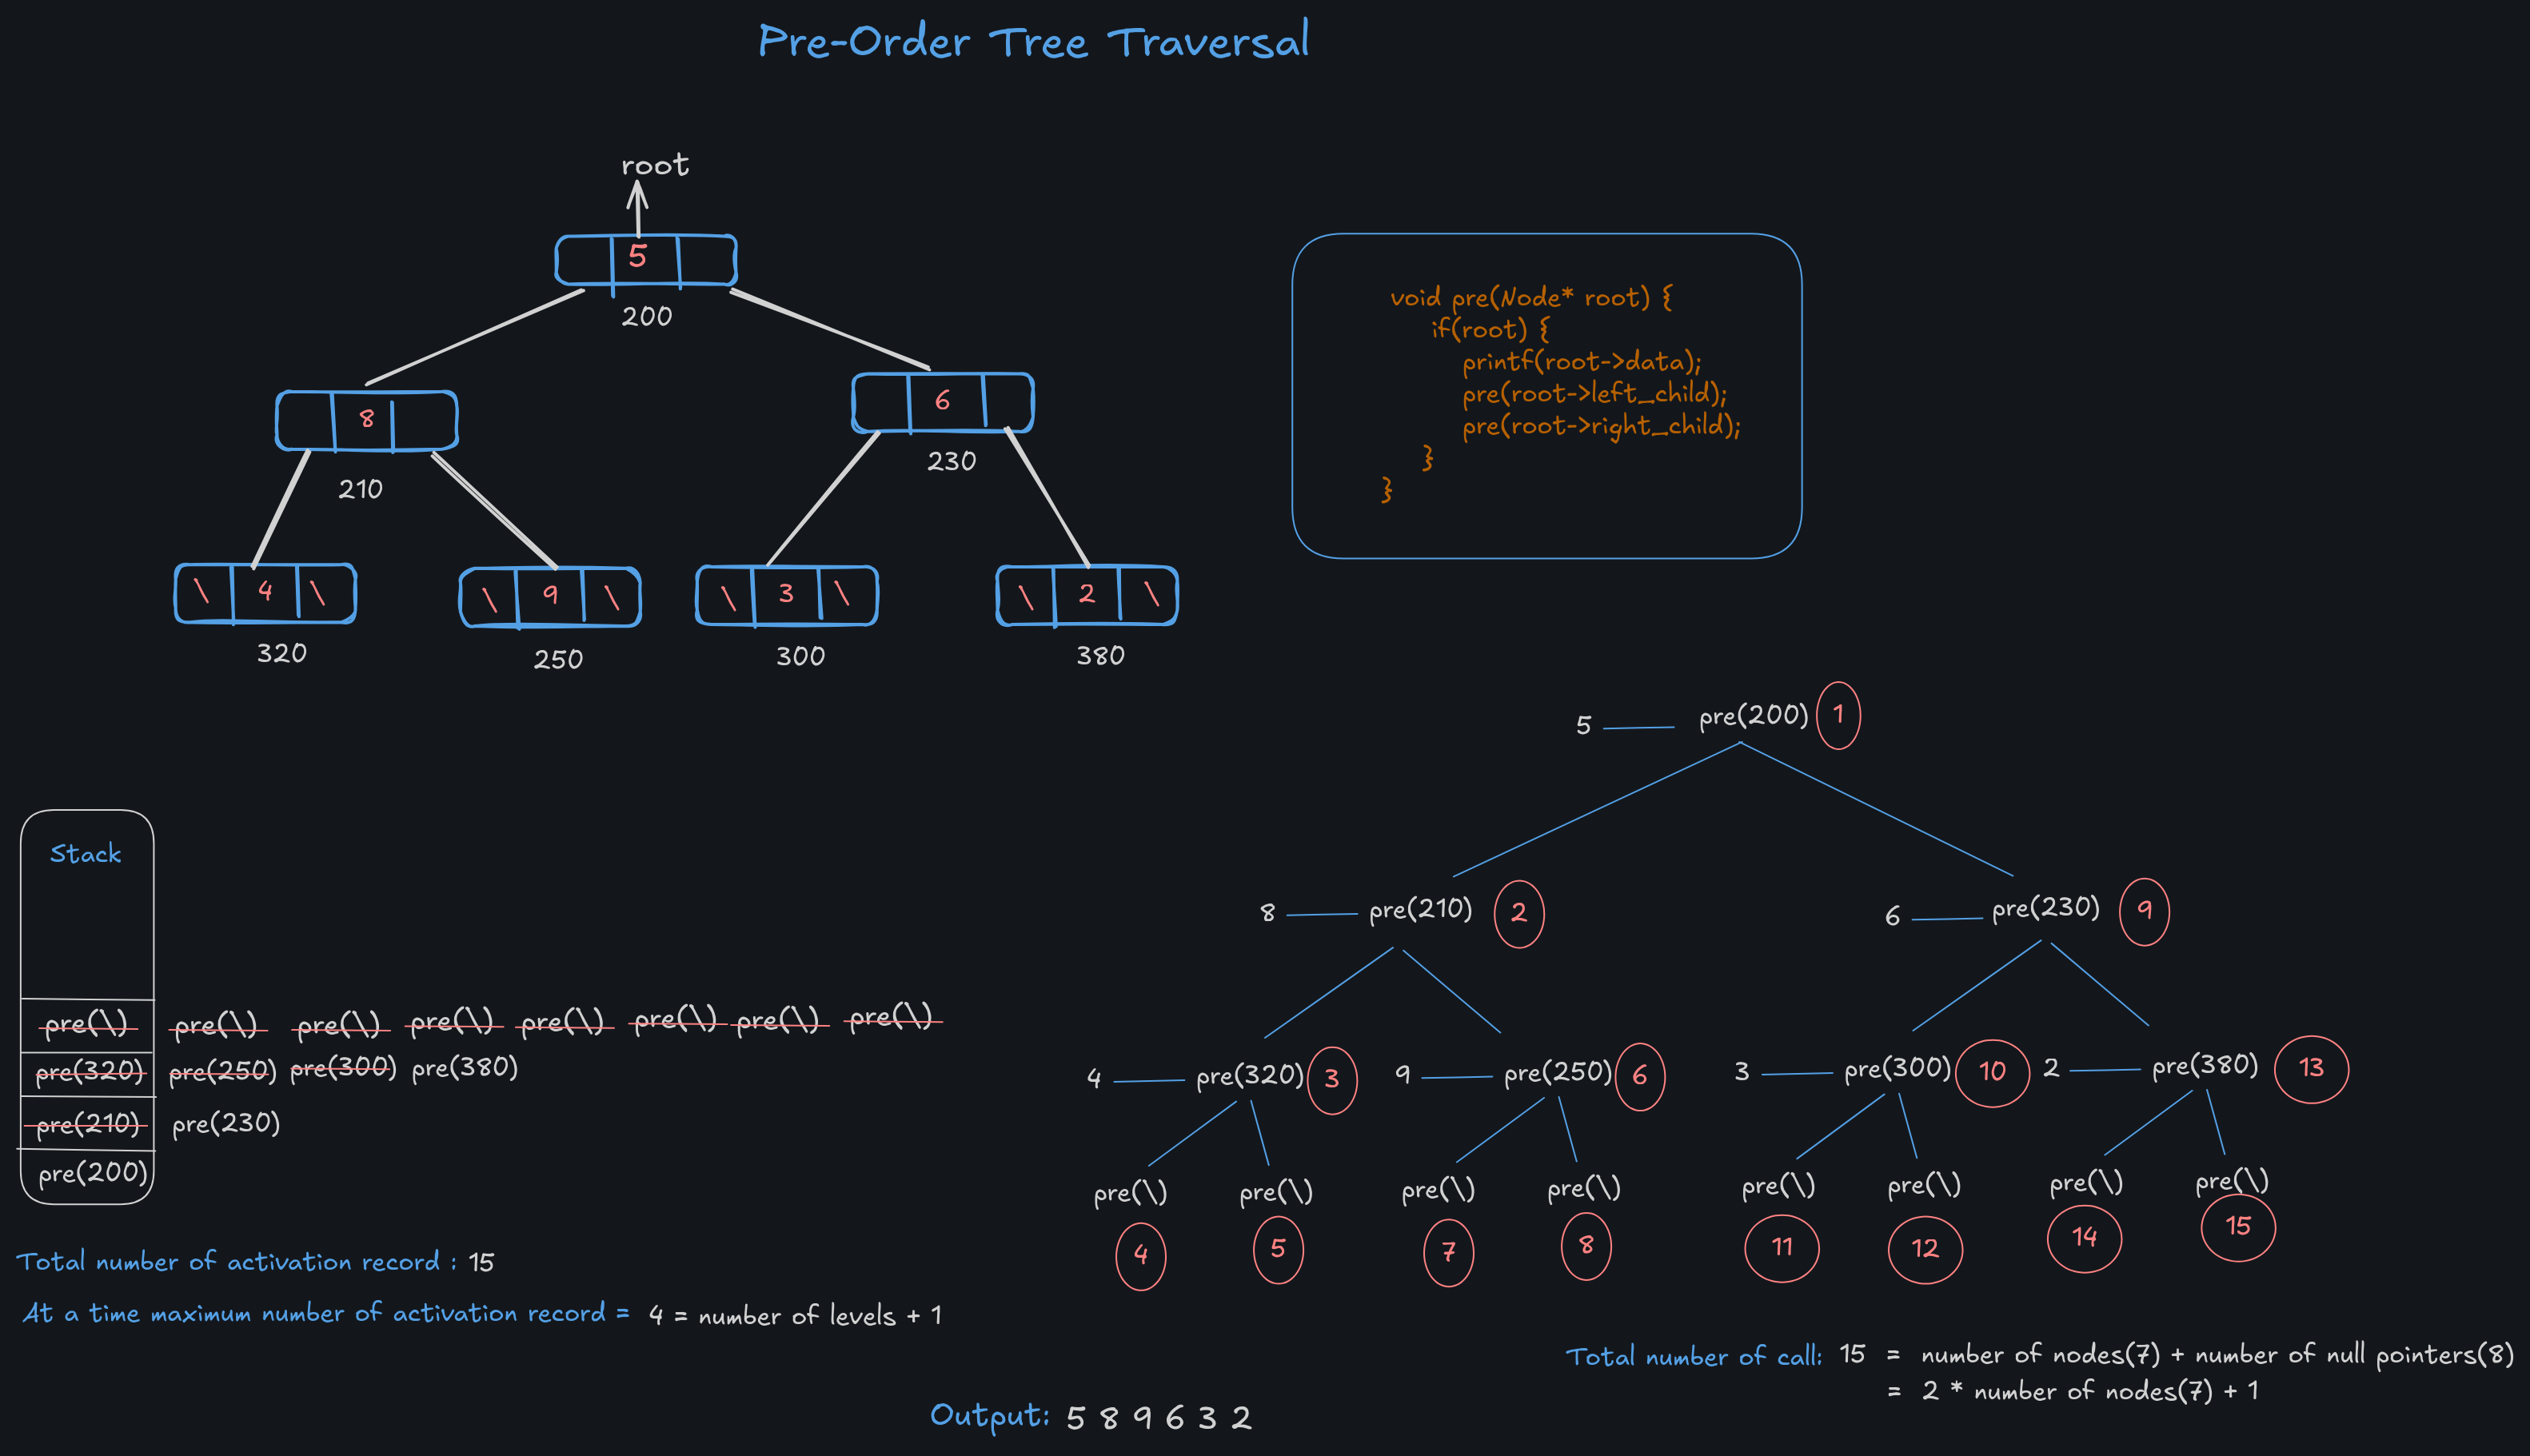 Pre-Order Tree Traversal
root
5
200
8
6
210
230
\ 4 \
\ 9 \
\ 3 \
\ 2 \
320
250
300
380
void pre(Node* root) {
if(root) {
printf(root->data);
pre(root->left_child);
pre(root->right_child);
}
}
5 pre(200) 1
8 pre(210) 2
6 pre(230) 9
4 pre(320) 3
9 pre(250) 6
3 pre(300) 10
2 pre(380) 13
pre(\) pre(\) pre(\) pre(\) pre(\) pre(\) pre(\) pre(\)
4 5 7 8 11 12 14 15
Stack
pre(\) pre(\) pre(\) pre(\) pre(\) pre(\) pre(\) pre(\)
pre(320) pre(250) pre(300) pre(380)
pre(210) pre(230)
pre(200)
Total number of activation record : 15
At a time maximum number of activation record = 4 = number of levels + 1
Total number of call: 15 = number of nodes(7) + number of null pointers(8)
= 2 * number of nodes(7) + 1
Output: 5 8 9 6 3 2